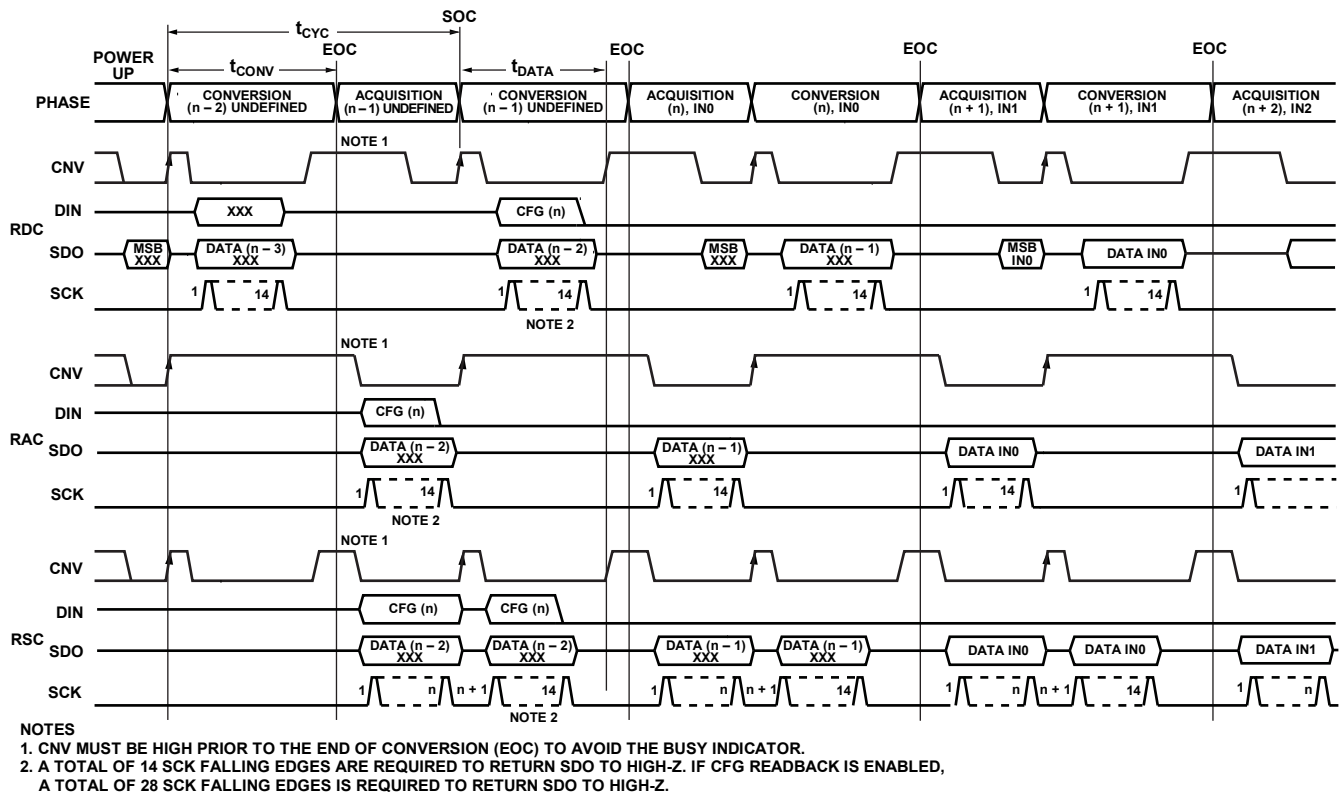 SOC
tCYC
POWER
UP
EOC
EOC
EOC
EOC
tCONV
tDATA
PHASE
CONVERSION
(n – 2) UNDEFINED
ACQUISITION
(n – 1) UNDEFINED
CONVERSION
(n – 1) UNDEFINED
ACQUISITION
(n), IN0
CONVERSION
(n), IN0
ACQUISITION
(n + 1), IN1
CONVERSION
(n + 1), IN1
ACQUISITION
(n + 2), IN2
NOTE 1
CNV
RDC
DIN
XXX
CFG (n)
SDO
MSB
XXX
DATA (n – 3)
XXX
DATA (n – 2)
XXX
MSB
XXX
DATA (n – 1)
XXX
MSB
IN0
DATA IN0
SCK
1 14
1 14
1 14
1 14
NOTE 2
NOTE 1
CNV
DIN
CFG (n)
RAC
SDO
DATA (n – 2)
XXX
DATA (n – 1)
XXX
DATA IN0
DATA IN1
SCK
1 14
1 14
1 14
1
NOTE 2
NOTE 1
CNV
DIN
CFG (n)
CFG (n)
RSC
SDO
DATA (n – 2)
XXX
DATA (n – 2)
XXX
DATA (n – 1)
XXX
DATA (n – 1)
XXX
DATA IN0
DATA IN0
DATA IN1
SCK
1 n n + 1 14
1 n n + 1 14
1 n n + 1 14
1 n
NOTE 2
NOTES
1. CNV MUST BE HIGH PRIOR TO THE END OF CONVERSION (EOC) TO AVOID THE BUSY INDICATOR.
2. A TOTAL OF 14 SCK FALLING EDGES ARE REQUIRED TO RETURN SDO TO HIGH-Z. IF CFG READBACK IS ENABLED,
A TOTAL OF 28 SCK FALLING EDGES IS REQUIRED TO RETURN SDO TO HIGH-Z.